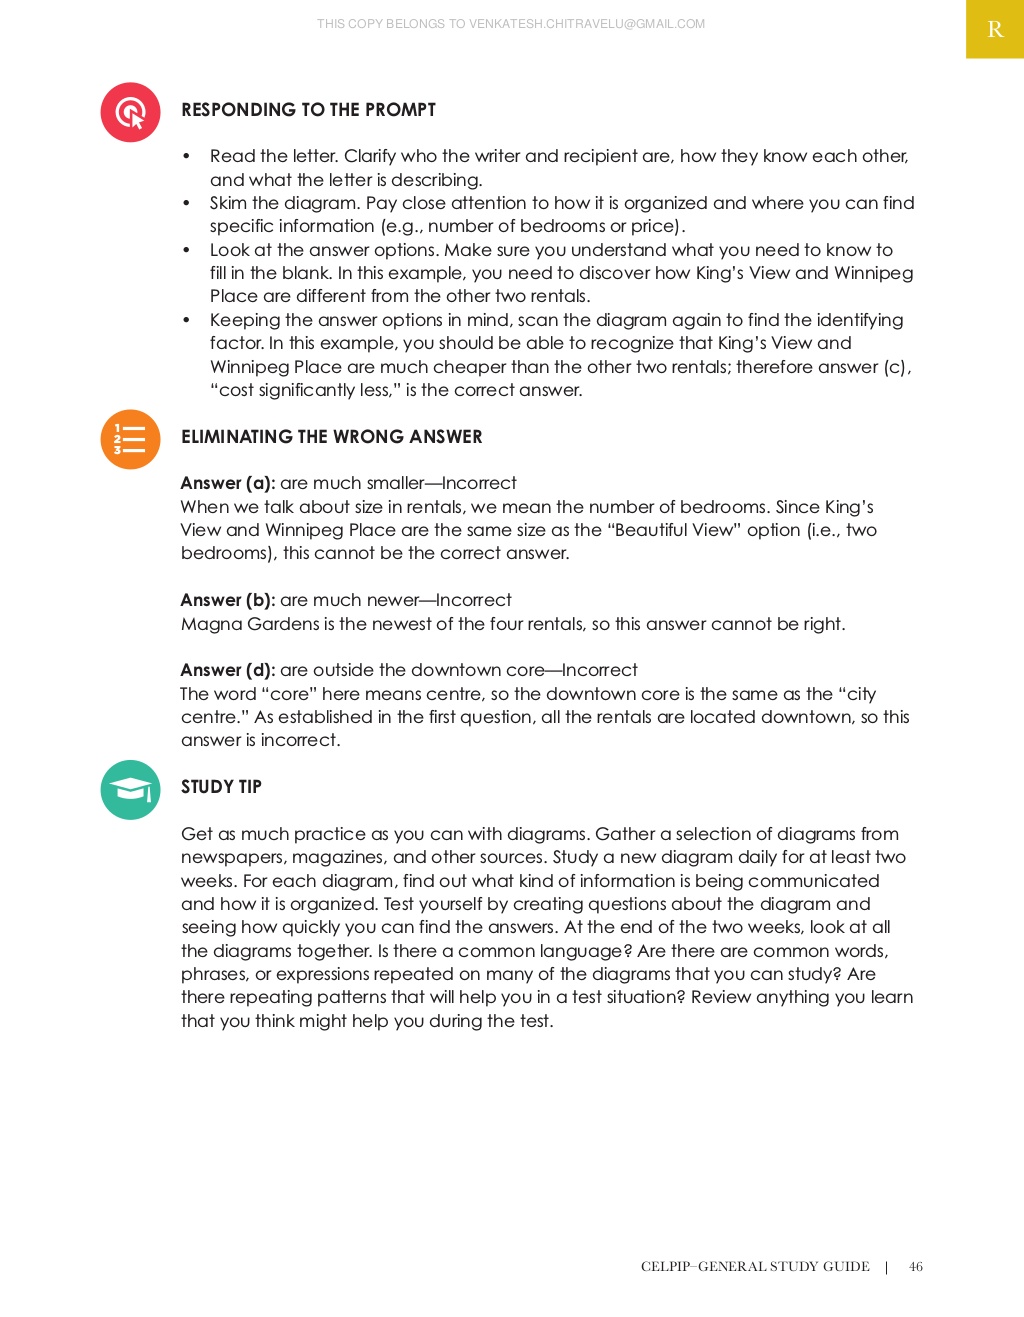 THIS COPY BELONGS TO VENKATESH.CHITRAVELU@GMAIL.COM
R
RESPONDING TO THE PROMPT
• Read the letter. Clarify who the writer and recipient are, how they know each other,
and what the letter is describing.
• Skim the diagram. Pay close attention to how it is organized and where you can find
specific information (e.g., number of bedrooms or price).
• Look at the answer options. Make sure you understand what you need to know to
fill in the blank. In this example, you need to discover how King's View and Winnipeg
Place are different from the other two rentals.
• Keeping the answer options in mind, scan the diagram again to find the identifying
factor. In this example, you should be able to recognize that King's View and
Winnipeg Place are much cheaper than the other two rentals; therefore answer (c),
“cost significantly less,” is the correct answer.
1
2
3
ELIMINATING THE WRONG ANSWER
Answer (a): are much smaller—Incorrect
When we talk about size in rentals, we mean the number of bedrooms. Since King's
View and Winnipeg Place are the same size as the “Beautiful View” option (i.e., two
bedrooms), this cannot be the correct answer.
Answer (b): are much newer—Incorrect
Magna Gardens is the newest of the four rentals, so this answer cannot be right.
Answer (d): are outside the downtown core—Incorrect
The word “core” here means centre, so the downtown core is the same as the “city
centre.” As established in the first question, all the rentals are located downtown, so this
answer is incorrect.
STUDY TIP
Get as much practice as you can with diagrams. Gather a selection of diagrams from
newspapers, magazines, and other sources. Study a new diagram daily for at least two
weeks. For each diagram, find out what kind of information is being communicated
and how it is organized. Test yourself by creating questions about the diagram and
seeing how quickly you can find the answers. At the end of the two weeks, look at all
the diagrams together. Is there a common language? Are there are common words,
phrases, or expressions repeated on many of the diagrams that you can study? Are
there repeating patterns that will help you in a test situation? Review anything you learn
that you think might help you during the test.
CELPIP–GENERAL STUDY GUIDE | 46